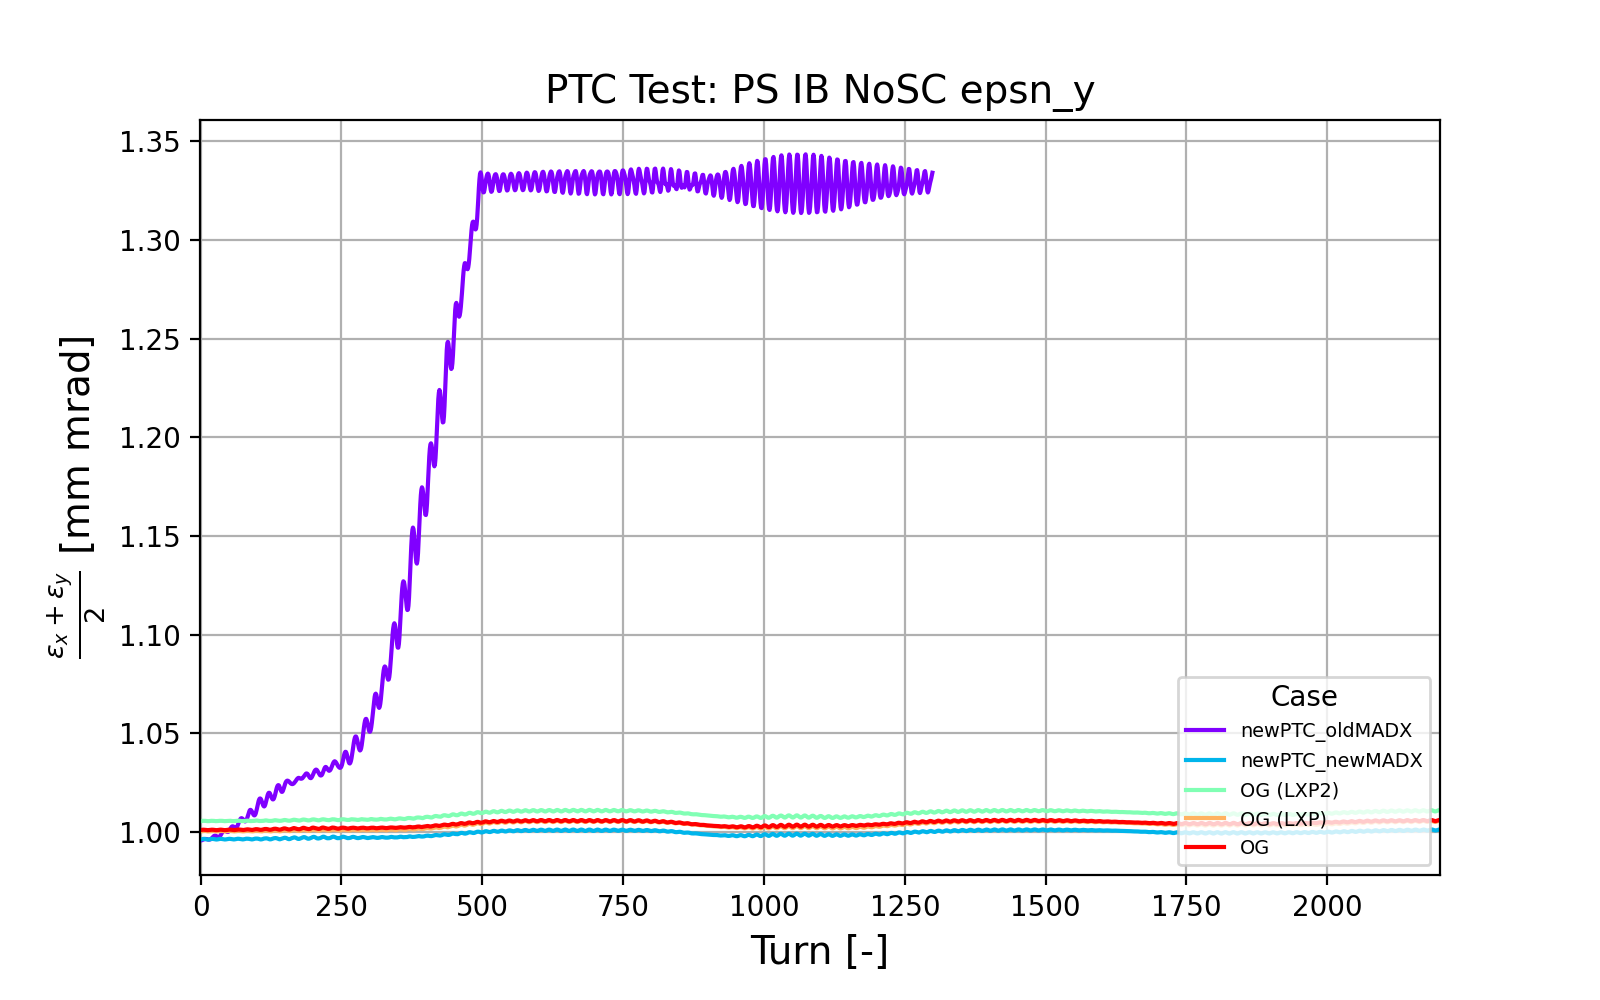 PTC Test: PS IB NoSC epsn_y
1.35
1.30
1.25
1.20
1.15
1.10
1.05
1.00
εx + εy
2
[mm mrad]
0 250 500 750 1000 1250 1500 1750 2000
Turn [-]
Case
newPTC_oldMADX
newPTC_newMADX
OG (LXP2)
OG (LXP)
OG